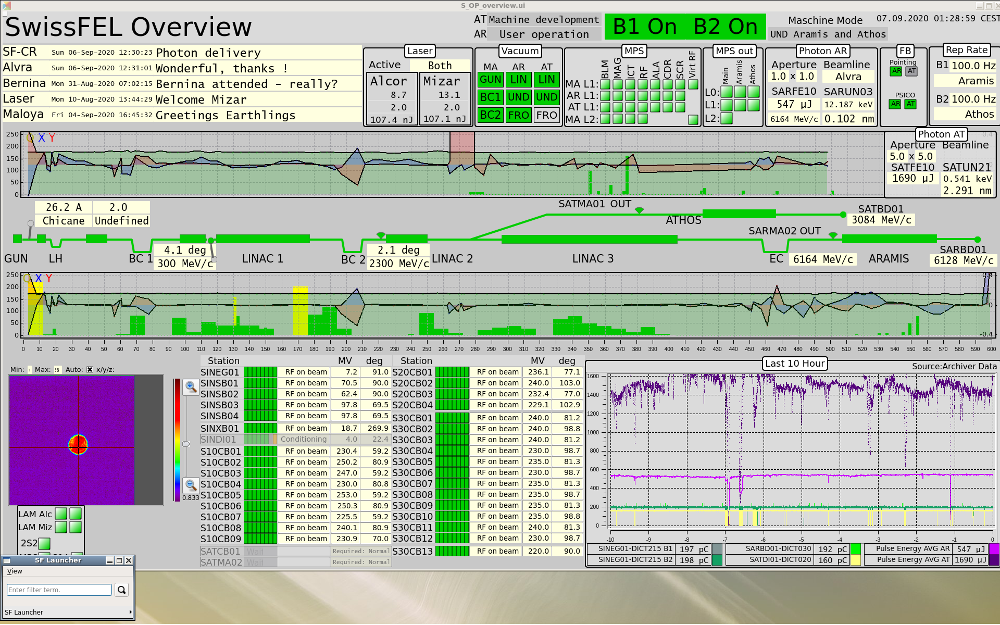 S_OP_overview.ui
SwissFEL Overview
AT Machine development
AR User operation
B1 On B2 On
Maschine Mode
UND Aramis and Athos
07.09.2020 01:28:59 CEST
SF-CR Sun 06-Sep-2020 12:30:23 Photon delivery
Alvra Sun 06-Sep-2020 12:31:01 Wonderful, thanks !
Bernina Mon 31-Aug-2020 07:02:15 Bernina attended - really?
Laser Mon 10-Aug-2020 13:44:29 Welcome Mizar
Maloya Fri 04-Sep-2020 16:45:32 Greetings Earthlings
Laser
Active Both
Alcor Mizar
8.7 13.1
2.0 2.0
107.4 nJ 107.1 nJ
Vacuum
MA AR AT
GUN LIN LIN
BC1 UND UND
BC2 FRO FRO
MPS
BLM MAG ICT RF ALA CDR SCR Virt RF
MA L1:
AR L1:
AT L1:
MA L2:
MPS out
Main Aramis Athos
L0:
L1:
L2:
Photon AR
Aperture Beamline
1.0 x 1.0 Alvra
SARFE10 SARUN03
547 µJ 12.187 keV
6164 MeV/c 0.102 nm
FB
Pointing
AR AT
PSICO
AR AT
Rep Rate
B1 100.0 Hz
Aramis
B2 100.0 Hz
Athos
250
200
150
100
50
0
Q X Y
Photon AT
Aperture Beamline
5.0 x 5.0
SATFE10 SATUN21
1690 µJ 0.541 keV
2.291 nm
26.2 A 2.0
Chicane Undefined
SATMA01 OUT
ATHOS
SATBD01
3084 MeV/c
SARMA02 OUT
GUN LH BC 1
4.1 deg
300 MeV/c
LINAC 1
BC 2
2.1 deg
2300 MeV/c
LINAC 2
LINAC 3
EC 6164 MeV/c
ARAMIS
SARBD01
6128 MeV/c
250
200
150
100
50
0
Q X Y
0
-0.4
0 10 20 30 40 50 60 70 80 90 100 110 120 130 140 150 160 170 180 190 200 210 220 230 240 250 260 270 280 290 300 310 320 330 340 350 360 370 380 390 400 410 420 430 440 450 460 470 480 490 500 510 520 530 540 550 560 570 580 590 600
Min: Max: Auto: x/y/z:
0.833
LAM Alc
LAM Miz
2S2
Station MV deg
SINEG01 RF on beam 7.2 91.0
SINSB01 RF on beam 70.5 90.0
SINSB02 RF on beam 62.4 90.0
SINSB03 RF on beam 97.8 69.5
SINSB04 RF on beam 97.8 69.5
SINXB01 RF on beam 18.7 269.9
SINDI01 Conditioning 4.0 22.4
S10CB01 RF on beam 230.4 59.2
S10CB02 RF on beam 250.2 80.9
S10CB03 RF on beam 247.0 59.2
S10CB04 RF on beam 230.0 80.8
S10CB05 RF on beam 253.0 59.2
S10CB06 RF on beam 250.3 80.9
S10CB07 RF on beam 225.5 59.2
S10CB08 RF on beam 240.1 80.9
S10CB09 RF on beam 230.9 70.0
SATCB01 Wait Required: Normal
SATMA02 Wait Required: Normal
Station MV deg
S20CB01 RF on beam 236.1 77.1
S20CB02 RF on beam 240.0 103.0
S20CB03 RF on beam 232.4 77.0
S20CB04 RF on beam 229.1 102.9
S30CB01 RF on beam 240.0 81.2
S30CB02 RF on beam 240.0 98.8
S30CB03 RF on beam 240.0 81.2
S30CB04 RF on beam 230.0 98.7
S30CB05 RF on beam 235.0 81.3
S30CB06 RF on beam 230.0 98.7
S30CB07 RF on beam 235.0 81.3
S30CB08 RF on beam 235.0 98.7
S30CB09 RF on beam 235.0 81.3
S30CB10 RF on beam 235.0 98.8
S30CB11 RF on beam 240.0 81.3
S30CB12 RF on beam 230.0 98.7
S30CB13 RF on beam 220.0 90.0
Last 10 Hour
Source:Archiver Data
1600
1400
1200
1000
800
600
400
200
0
-10 -9 -8 -7 -6 -5 -4 -3 -2 -1 0
SINEG01-DICT215 B1 197 pC SARBD01-DICT030 192 pC Pulse Energy AVG AR 547 µJ
SINEG01-DICT215 B2 198 pC SATDI01-DICT020 160 pC Pulse Energy AVG AT 1690 µJ
SF Launcher
View
Enter filter term.
SF Launcher